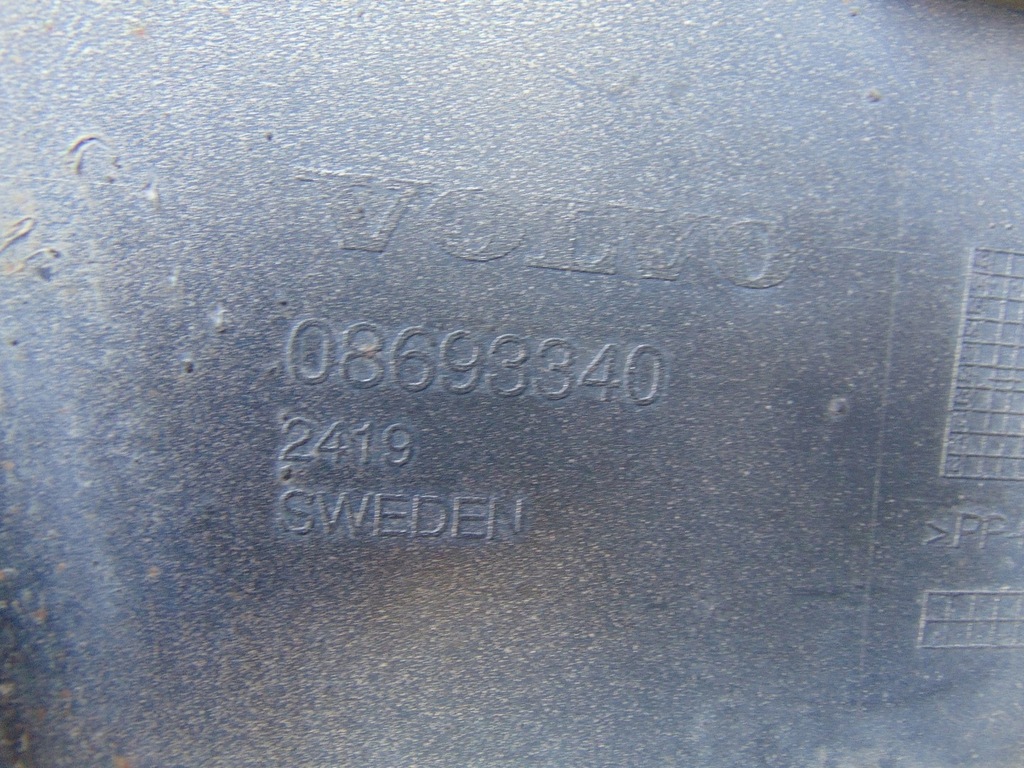 VOLVO
08693340
2419
SWEDEN
>PP